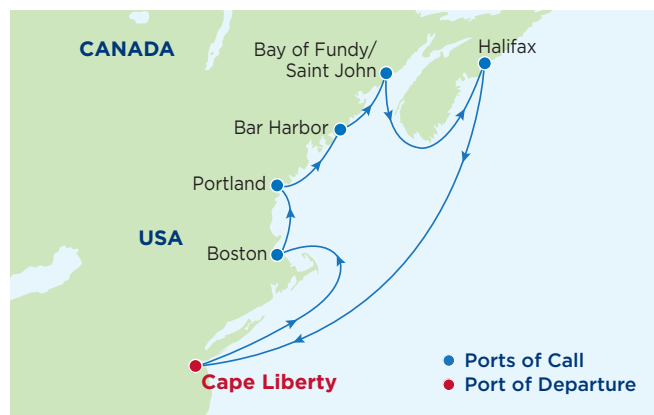 CANADA
Bay of Fundy/
Saint John
Halifax
Bar Harbor
Portland
USA
Boston
Cape Liberty
Ports of Call
Port of Departure